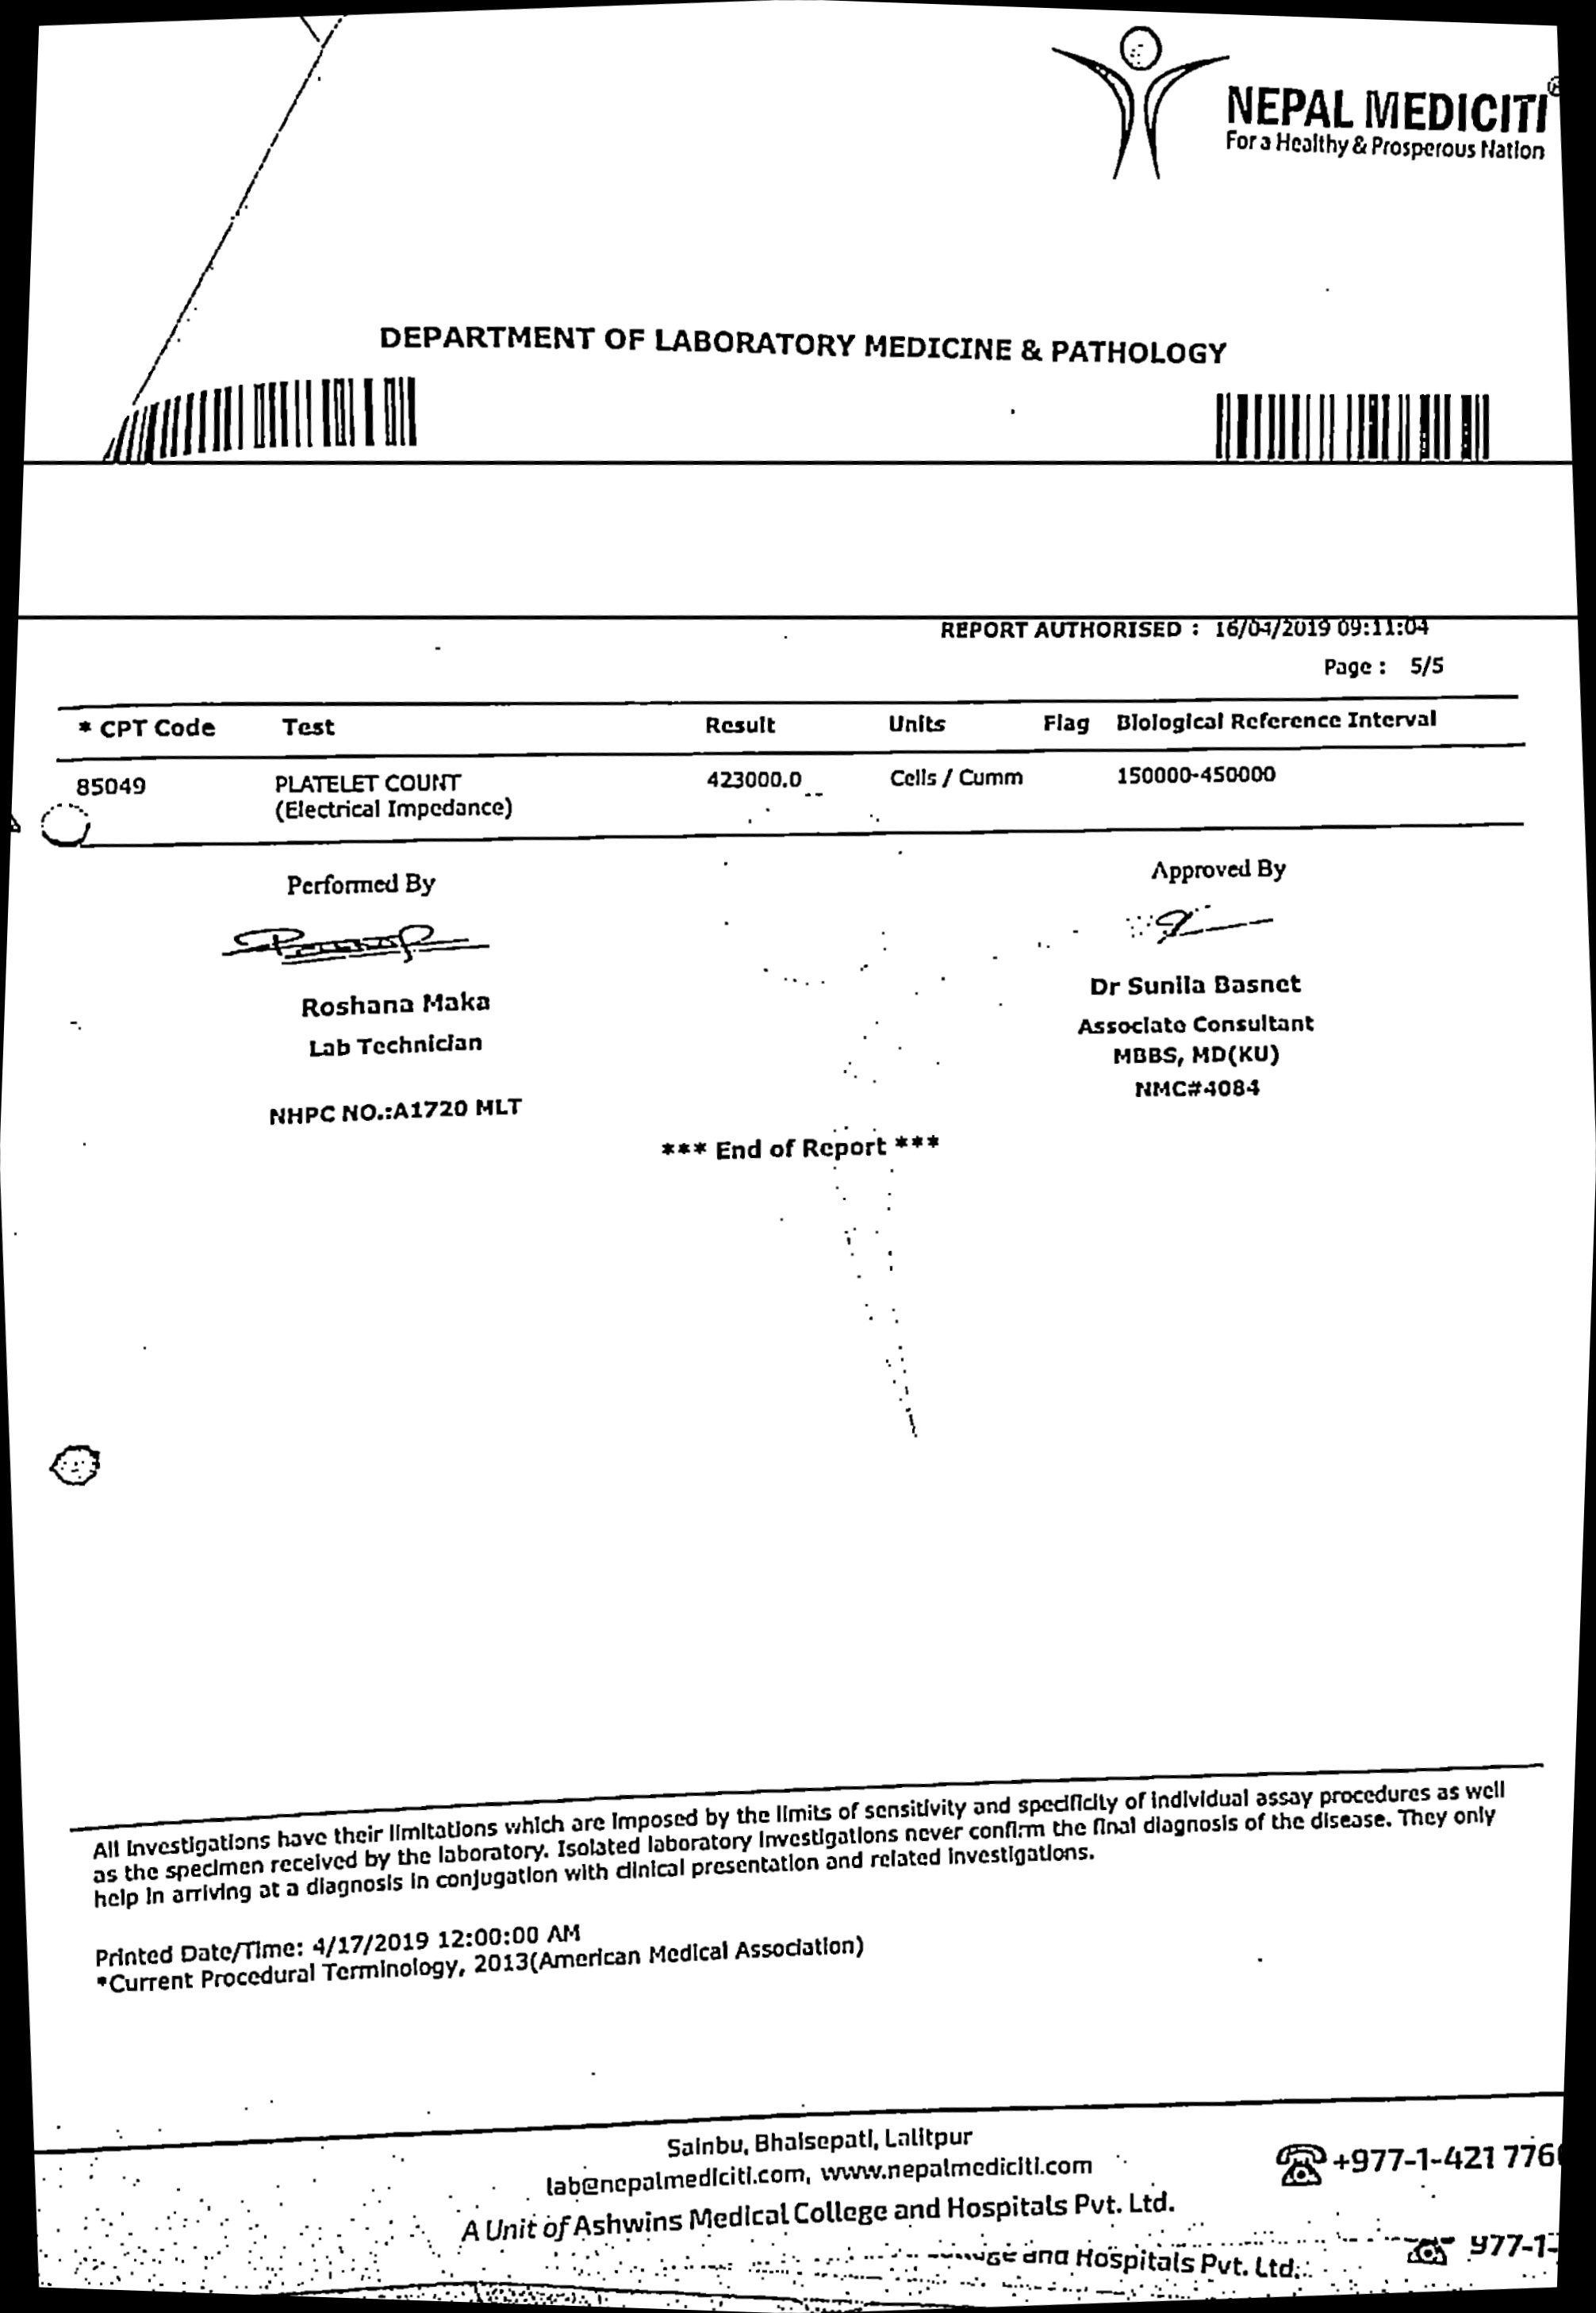 NEPAL MEDICITI®
For a Healthy & Prosperous Nation
DEPARTMENT OF LABORATORY MEDICINE & PATHOLOGY
REPORT AUTHORISED : 16/04/2019 09:11:04
Page : 5/5
* CPT Code Test Result Units Flag Biological Reference Interval
85049 PLATELET COUNT 423000.0 Cells / Cumm 150000-450000
(Electrical Impedance)
Performed By Approved By
Roshana Maka Dr Sunila Basnet
Lab Technician Associate Consultant
MBBS, MD(KU)
NHPC NO.:A1720 MLT NMC#4084
*** End of Report ***
All investigations have their limitations which are imposed by the limits of sensitivity and specificity of individual assay procedures as well
as the specimen received by the laboratory. Isolated laboratory investigations never confirm the final diagnosis of the disease. They only
help in arriving at a diagnosis in conjugation with clinical presentation and related investigations.
Printed Date/Time: 4/17/2019 12:00:00 AM
*Current Procedural Terminology, 2013(American Medical Association)
Sainbu, Bhaisepati, Lalitpur
lab@nepalmediciti.com, www.nepalmediciti.com
+977-1-421 776
A Unit of Ashwins Medical College and Hospitals Pvt. Ltd.
and Hospitals Pvt. Ltd.
977-1-